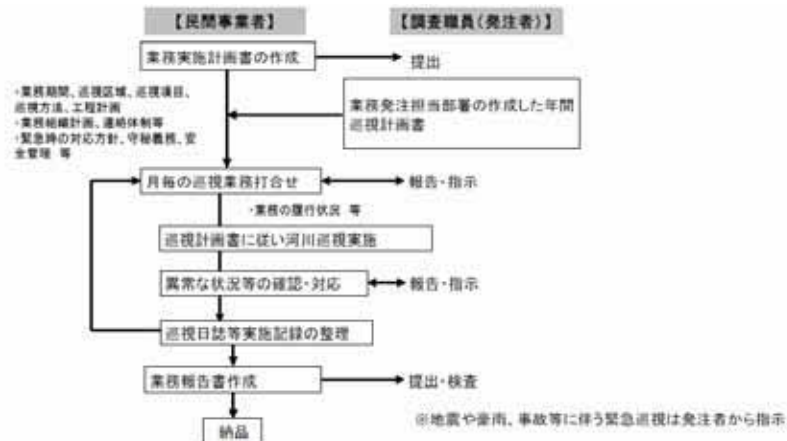 【民間事業者】
【調査職員(発注者)】
業務実施計画書の作成
提出
・業務期間、巡視区域、巡視項目、
巡視方法、工程計画
・業務組織計画、連絡体制等
・緊急時の対応方針、守秘義務、安
全管理 等
業務発注担当部署の作成した年間
巡視計画書
月毎の巡視業務打合せ
報告・指示
・業務の履行状況 等
巡視計画書に従い河川巡視実施
異常な状況等の確認・対応
報告・指示
巡視日誌等実施記録の整理
業務報告書作成
提出・検査
納品
※地震や豪雨、事故等に伴う緊急巡視は発注者から指示